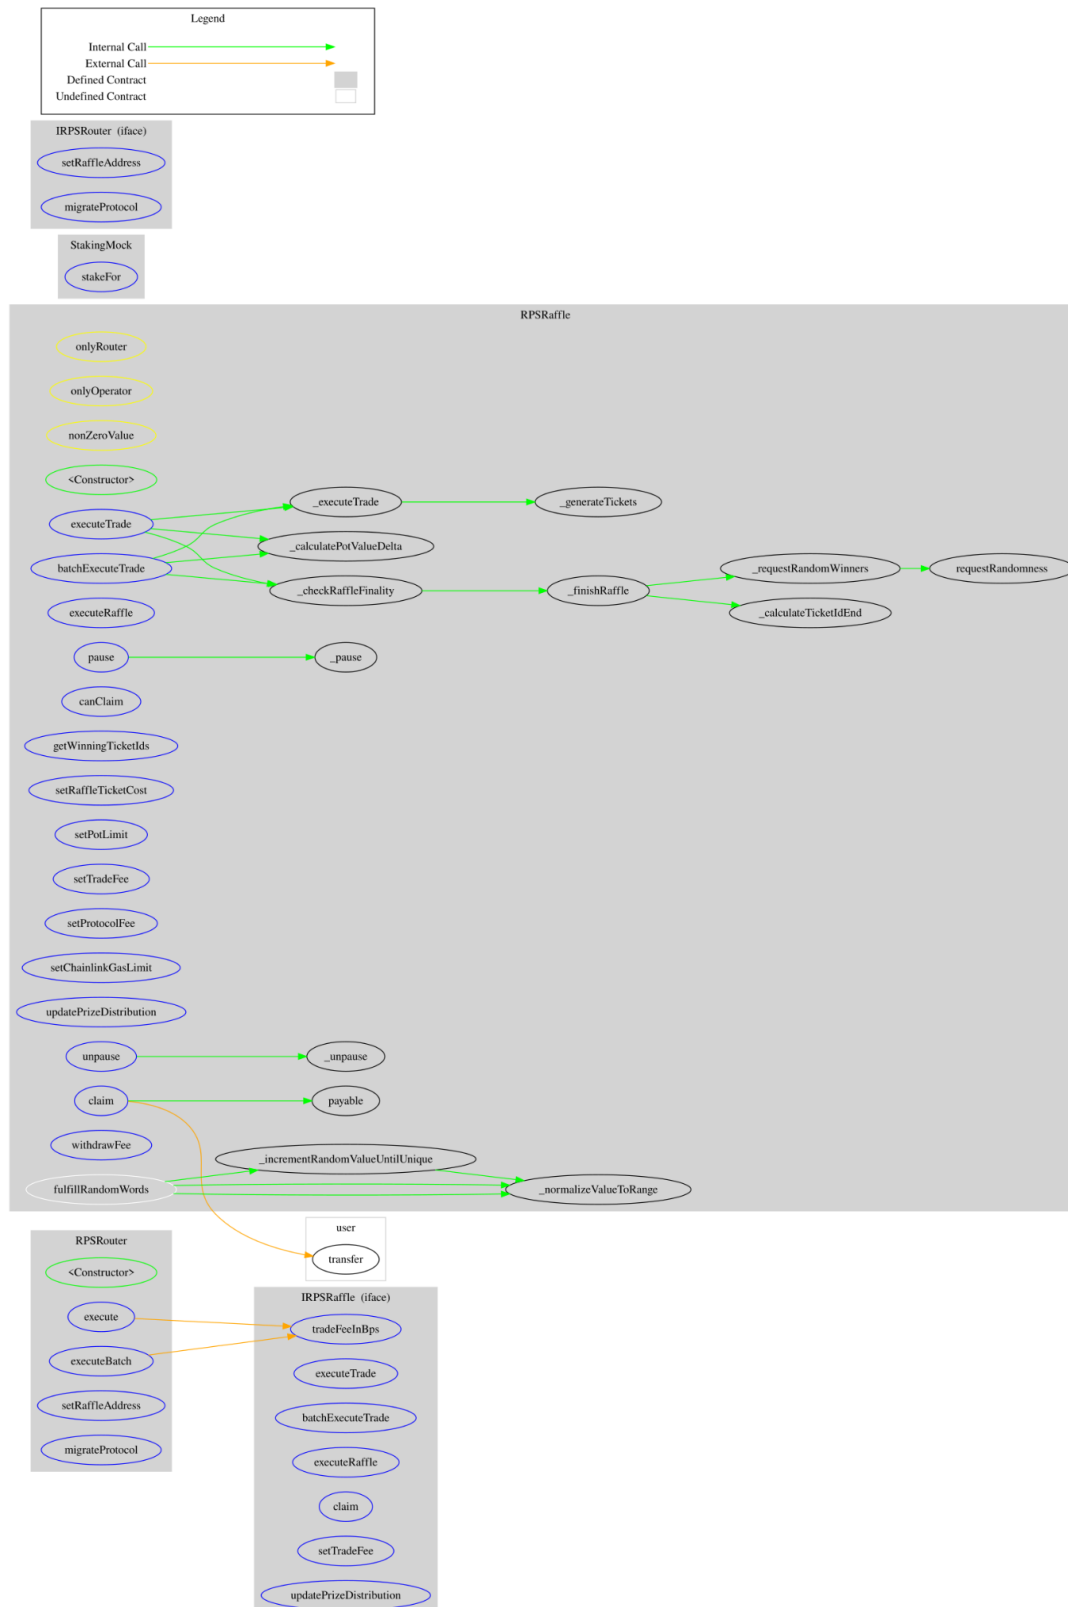 Legend
Internal Call
External Call
Defined Contract
Undefined Contract
IRPSRouter (iface)
setRaffleAddress
migrateProtocol
StakingMock
stakeFor
RPSRaffle
onlyRouter
onlyOperator
nonZeroValue
<Constructor>
executeTrade
_executeTrade
_generateTickets
_calculatePotValueDelta
batchExecuteTrade
_requestRandomWinners
requestRandomness
_checkRaffleFinality
_finishRaffle
executeRaffle
_calculateTicketIdEnd
pause
_pause
canClaim
getWinningTicketIds
setRaffleTicketCost
setPotLimit
setTradeFee
setProtocolFee
setChainlinkGasLimit
updatePrizeDistribution
unpause
_unpause
claim
payable
withdrawFee
_incrementRandomValueUntilUnique
fulfillRandomWords
_normalizeValueToRange
user
transfer
RPSRouter
<Constructor>
execute
executeBatch
setRaffleAddress
migrateProtocol
IRPSRaffle (iface)
tradeFeeInBps
executeTrade
batchExecuteTrade
executeRaffle
claim
setTradeFee
updatePrizeDistribution